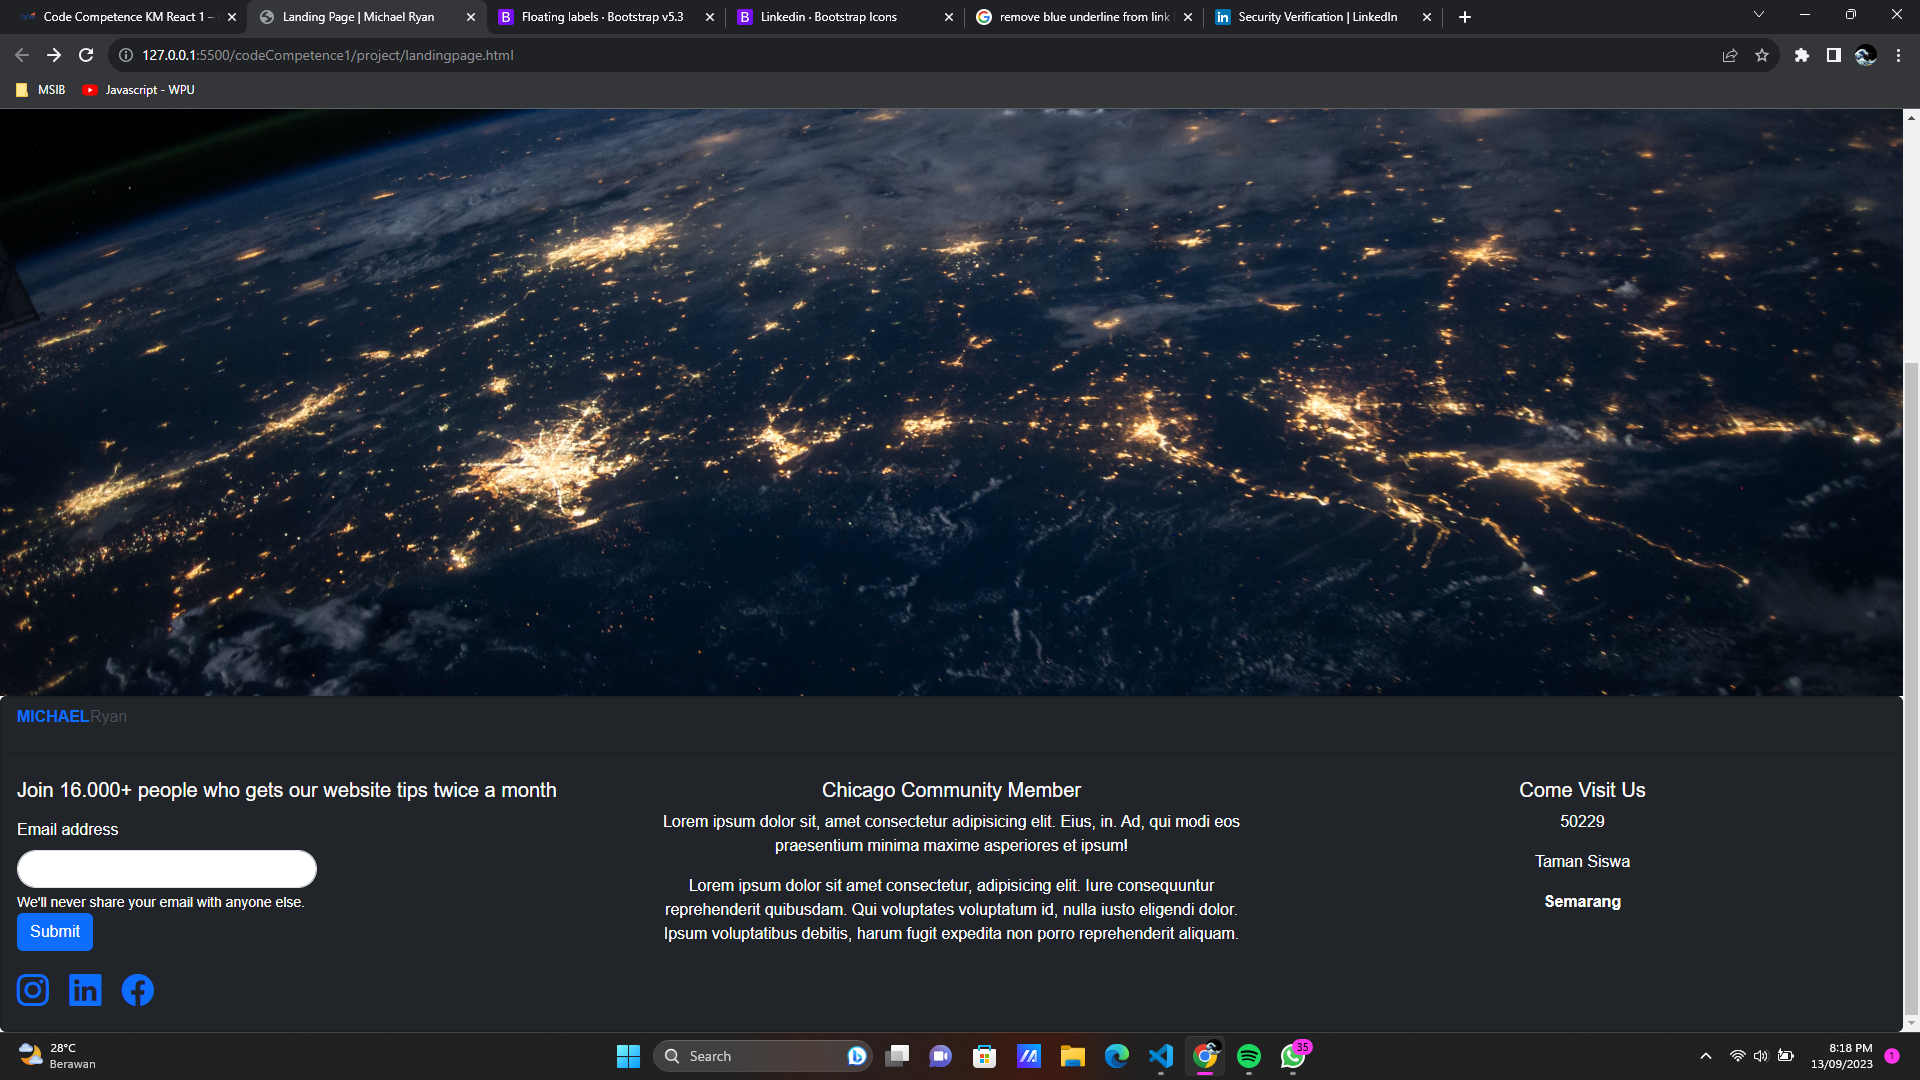 Code Competence KM React 1 –
Landing Page | Michael Ryan
Floating labels · Bootstrap v5.3
Linkedin · Bootstrap Icons
remove blue underline from link
Security Verification | LinkedIn
127.0.0.1:5500/codeCompetence1/project/landingpage.html
MSIB
Javascript - WPU
MICHAELRyan
Join 16.000+ people who gets our website tips twice a month
Email address
We'll never share your email with anyone else.
Submit
Chicago Community Member
Lorem ipsum dolor sit, amet consectetur adipisicing elit. Eius, in. Ad, qui modi eos
praesentium minima maxime asperiores et ipsum!
Lorem ipsum dolor sit amet consectetur, adipisicing elit. Iure consequuntur
reprehenderit quibusdam. Qui voluptates voluptatum id, nulla iusto eligendi dolor.
Ipsum voluptatibus debitis, harum fugit expedita non porro reprehenderit aliquam.
Come Visit Us
50229
Taman Siswa
Semarang
28°C
Berawan
Search
35
8:18 PM
13/09/2023
1